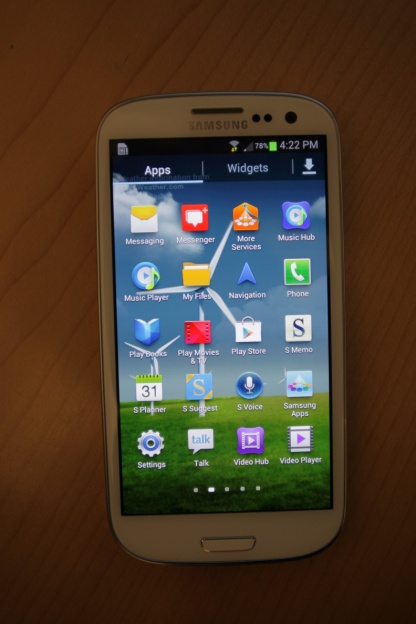 SAMSUNG
78% 4:22 PM
Apps Widgets
Messaging Messenger More Services Music Hub
Music Player My Files Navigation Phone
Play Books Play Movies & TV Play Store S Memo
31
S
S
S Planner S Suggest S Voice Samsung Apps
talk
Settings Talk Video Hub Video Player